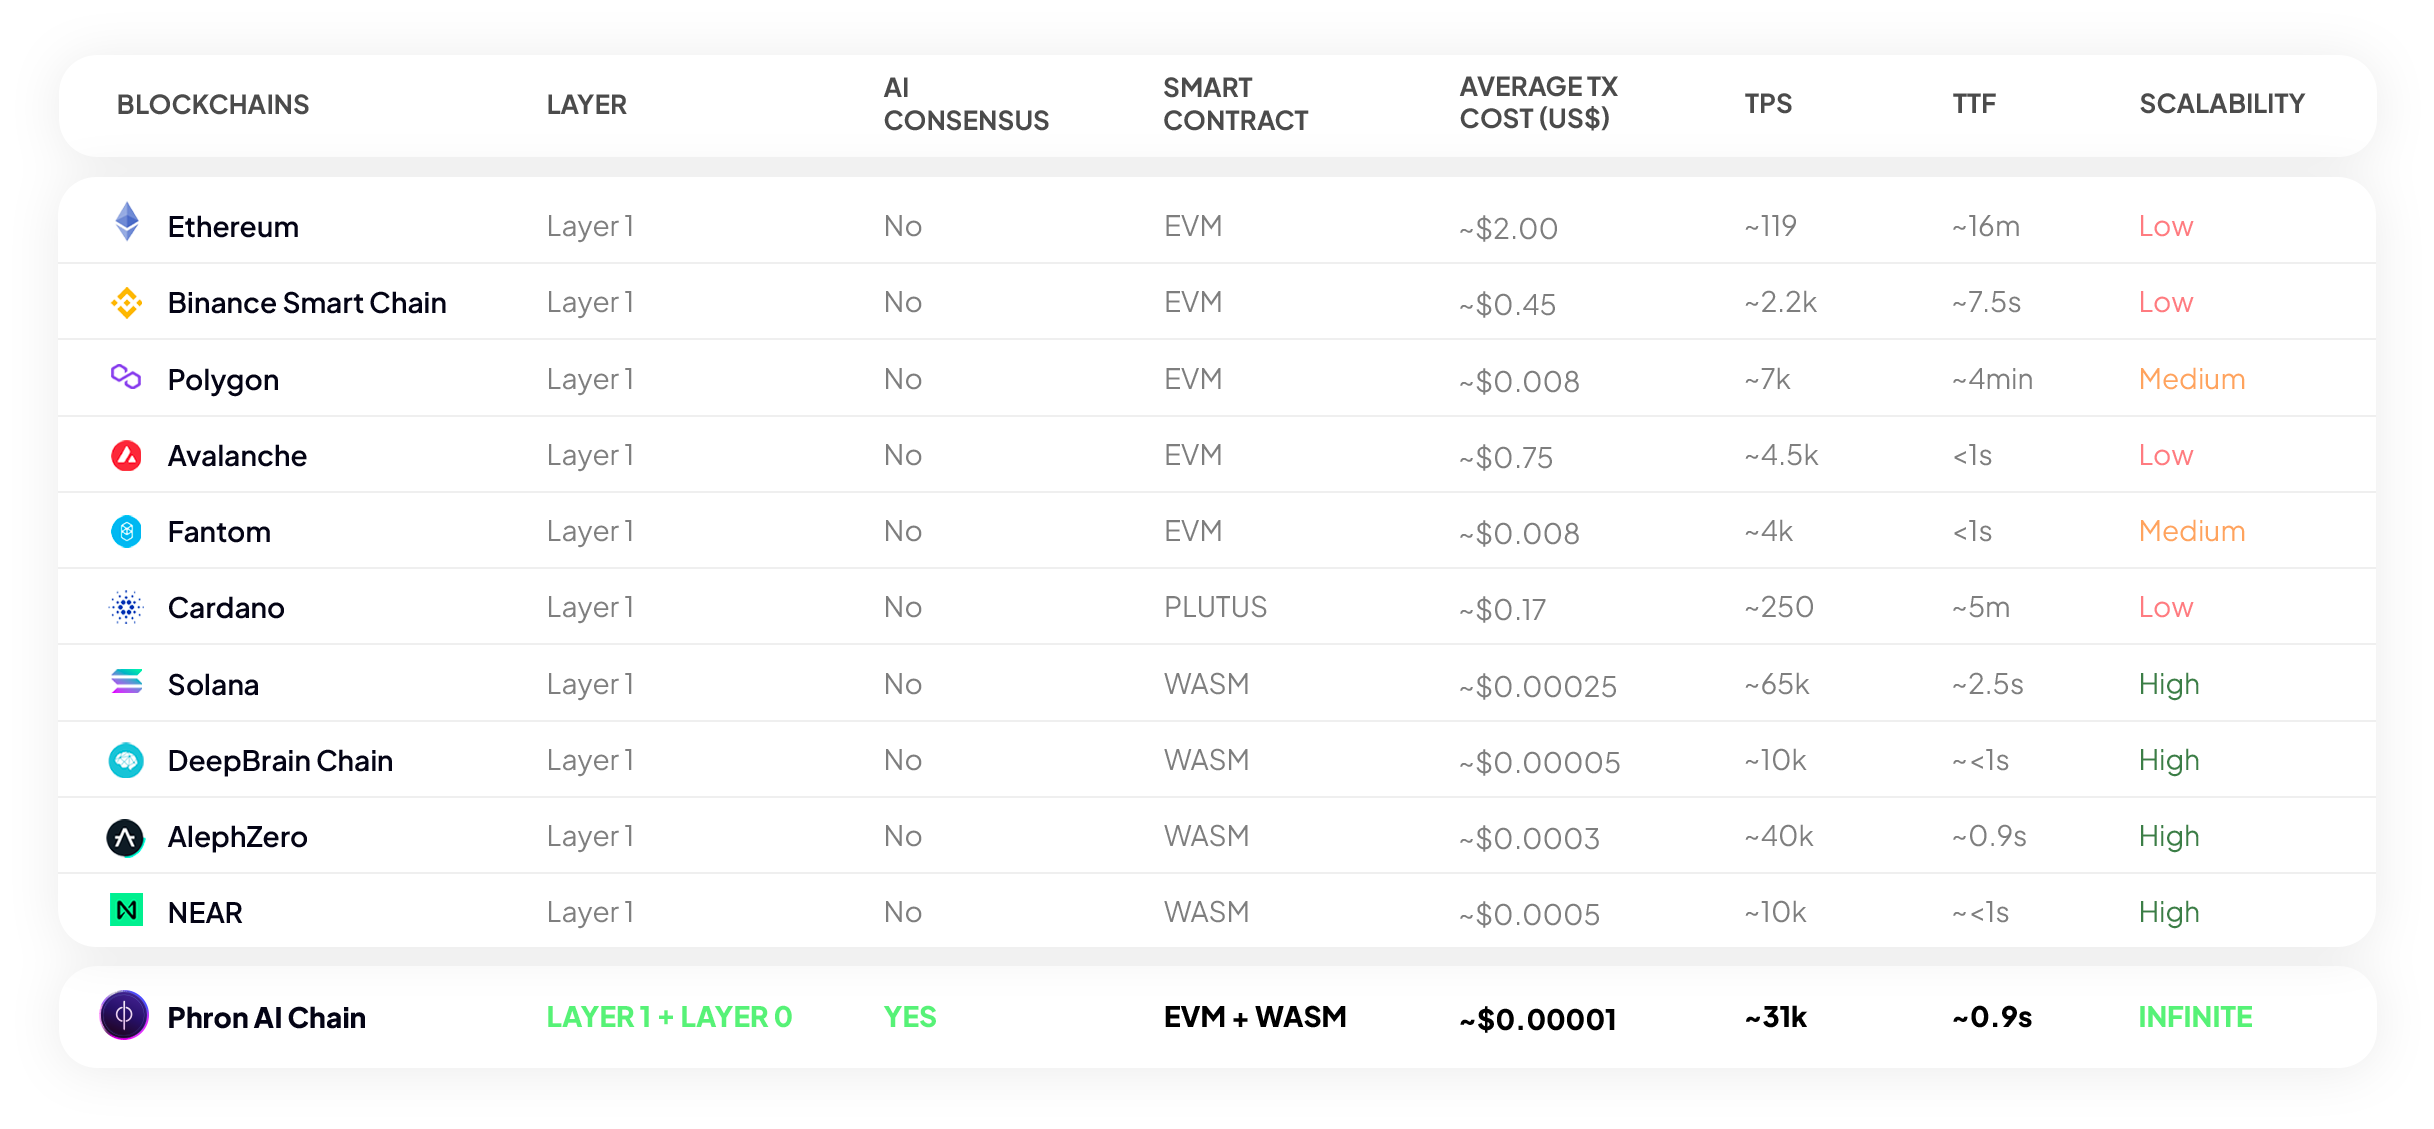 BLOCKCHAINS LAYER AI CONSENSUS SMART CONTRACT AVERAGE TX COST (US$) TPS TTF SCALABILITY
Ethereum Layer 1 No EVM ~$2.00 ~119 ~16m Low
Binance Smart Chain Layer 1 No EVM ~$0.45 ~2.2k ~7.5s Low
Polygon Layer 1 No EVM ~$0.008 ~7k ~4min Medium
Avalanche Layer 1 No EVM ~$0.75 ~4.5k <1s Low
Fantom Layer 1 No EVM ~$0.008 ~4k <1s Medium
Cardano Layer 1 No PLUTUS ~$0.17 ~250 ~5m Low
Solana Layer 1 No WASM ~$0.00025 ~65k ~2.5s High
DeepBrain Chain Layer 1 No WASM ~$0.00005 ~10k ~<1s High
AlephZero Layer 1 No WASM ~$0.0003 ~40k ~0.9s High
NEAR Layer 1 No WASM ~$0.0005 ~10k ~<1s High
Phron AI Chain LAYER 1 + LAYER 0 YES EVM + WASM ~$0.00001 ~31k ~0.9s INFINITE